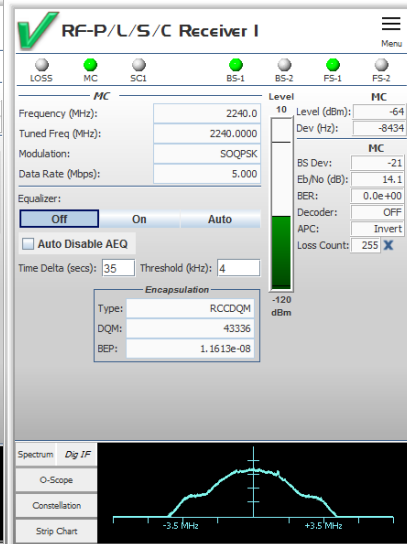 RF-P/L/S/C Receiver I
Menu
LOSS MC SC1 BS-1 BS-2 FS-1 FS-2
MC
Frequency (MHz): 2240.0
Tuned Freq (MHz): 2240.0000
Modulation: SOQPSK
Data Rate (Mbps): 5.000
Equalizer:
Off On Auto
Auto Disable AEQ
Time Delta (secs): 35 Threshold (kHz): 4
Encapsulation
Type: RCCDQM
DQM: 43336
BEP: 1.1613e-08
Level
10
-120
dBm
MC
Level (dBm): -64
Dev (Hz): -8434
MC
BS Dev: -21
Eb/No (dB): 14.1
BER: 0.0e+00
Decoder: OFF
APC: Invert
Loss Count: 255 X
Spectrum Dig IF
O-Scope
Constellation
Strip Chart
-3.5 MHz +3.5 MHz